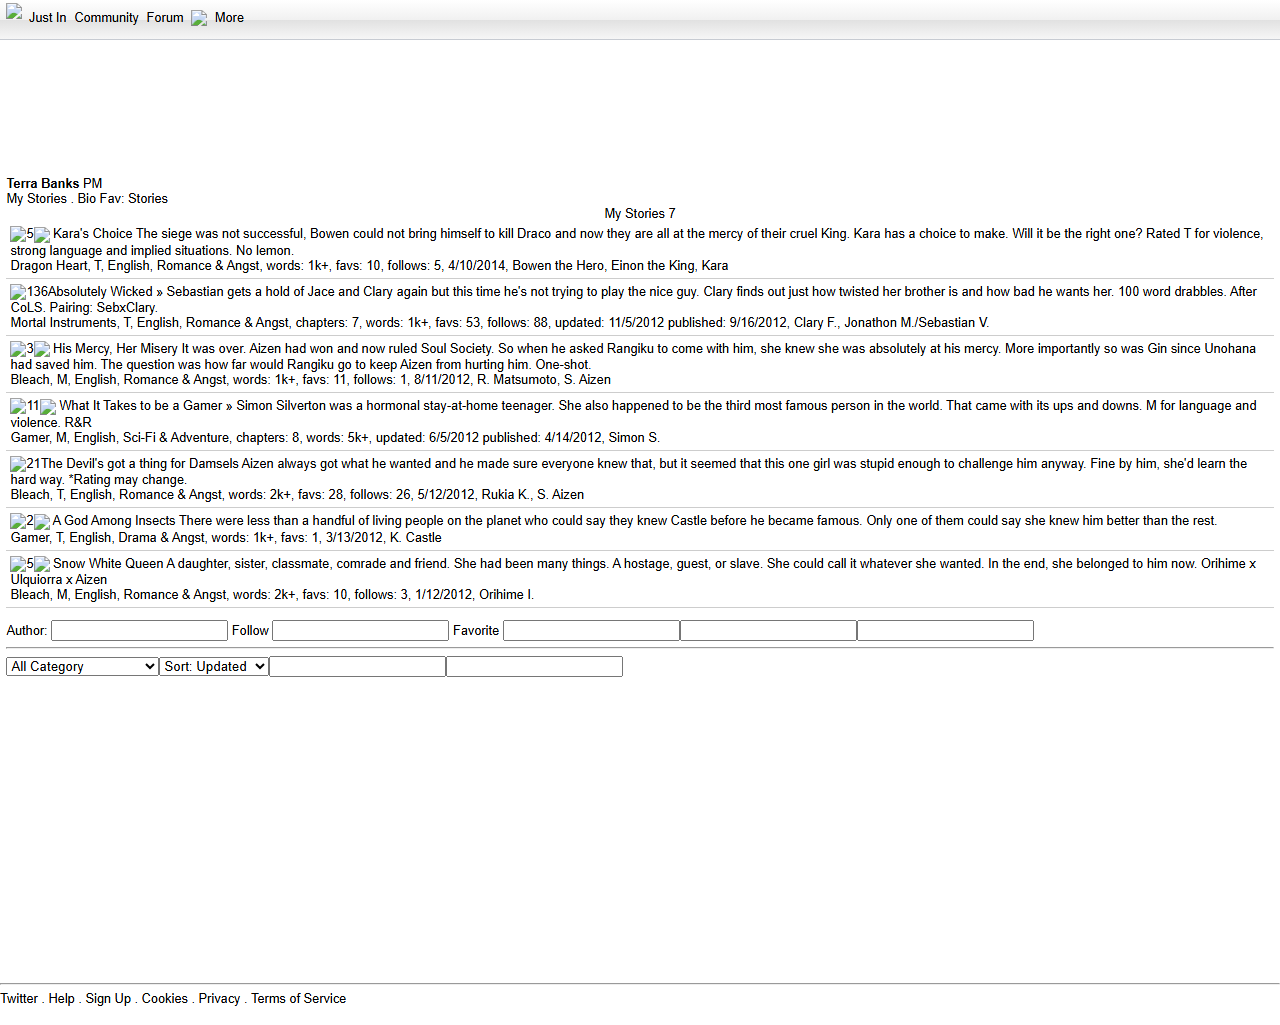 Just In Community Forum More
Terra Banks PM
My Stories . Bio Fav: Stories
My Stories 7
5 Kara's Choice The siege was not successful, Bowen could not bring himself to kill Draco and now they are all at the mercy of their cruel King. Kara has a choice to make. Will it be the right one? Rated T for violence,
strong language and implied situations. No lemon.
Dragon Heart, T, English, Romance & Angst, words: 1k+, favs: 10, follows: 5, 4/10/2014, Bowen the Hero, Einon the King, Kara
136Absolutely Wicked » Sebastian gets a hold of Jace and Clary again but this time he's not trying to play the nice guy. Clary finds out just how twisted her brother is and how bad he wants her. 100 word drabbles. After
CoLS. Pairing: SebxClary.
Mortal Instruments, T, English, Romance & Angst, chapters: 7, words: 1k+, favs: 53, follows: 88, updated: 11/5/2012 published: 9/16/2012, Clary F., Jonathon M./Sebastian V.
3 His Mercy, Her Misery It was over. Aizen had won and now ruled Soul Society. So when he asked Rangiku to come with him, she knew she was absolutely at his mercy. More importantly so was Gin since Unohana
had saved him. The question was how far would Rangiku go to keep Aizen from hurting him. One-shot.
Bleach, M, English, Romance & Angst, words: 1k+, favs: 11, follows: 1, 8/11/2012, R. Matsumoto, S. Aizen
11 What It Takes to be a Gamer » Simon Silverton was a hormonal stay-at-home teenager. She also happened to be the third most famous person in the world. That came with its ups and downs. M for language and
violence. R&R
Gamer, M, English, Sci-Fi & Adventure, chapters: 8, words: 5k+, updated: 6/5/2012 published: 4/14/2012, Simon S.
21The Devil's got a thing for Damsels Aizen always got what he wanted and he made sure everyone knew that, but it seemed that this one girl was stupid enough to challenge him anyway. Fine by him, she'd learn the
hard way. *Rating may change.
Bleach, T, English, Romance & Angst, words: 2k+, favs: 28, follows: 26, 5/12/2012, Rukia K., S. Aizen
2 A God Among Insects There were less than a handful of living people on the planet who could say they knew Castle before he became famous. Only one of them could say she knew him better than the rest.
Gamer, T, English, Drama & Angst, words: 1k+, favs: 1, 3/13/2012, K. Castle
5 Snow White Queen A daughter, sister, classmate, comrade and friend. She had been many things. A hostage, guest, or slave. She could call it whatever she wanted. In the end, she belonged to him now. Orihime x
Ulquiorra x Aizen
Bleach, M, English, Romance & Angst, words: 2k+, favs: 10, follows: 3, 1/12/2012, Orihime I.
Author: Follow Favorite
All Category Sort: Updated
Twitter . Help . Sign Up . Cookies . Privacy . Terms of Service